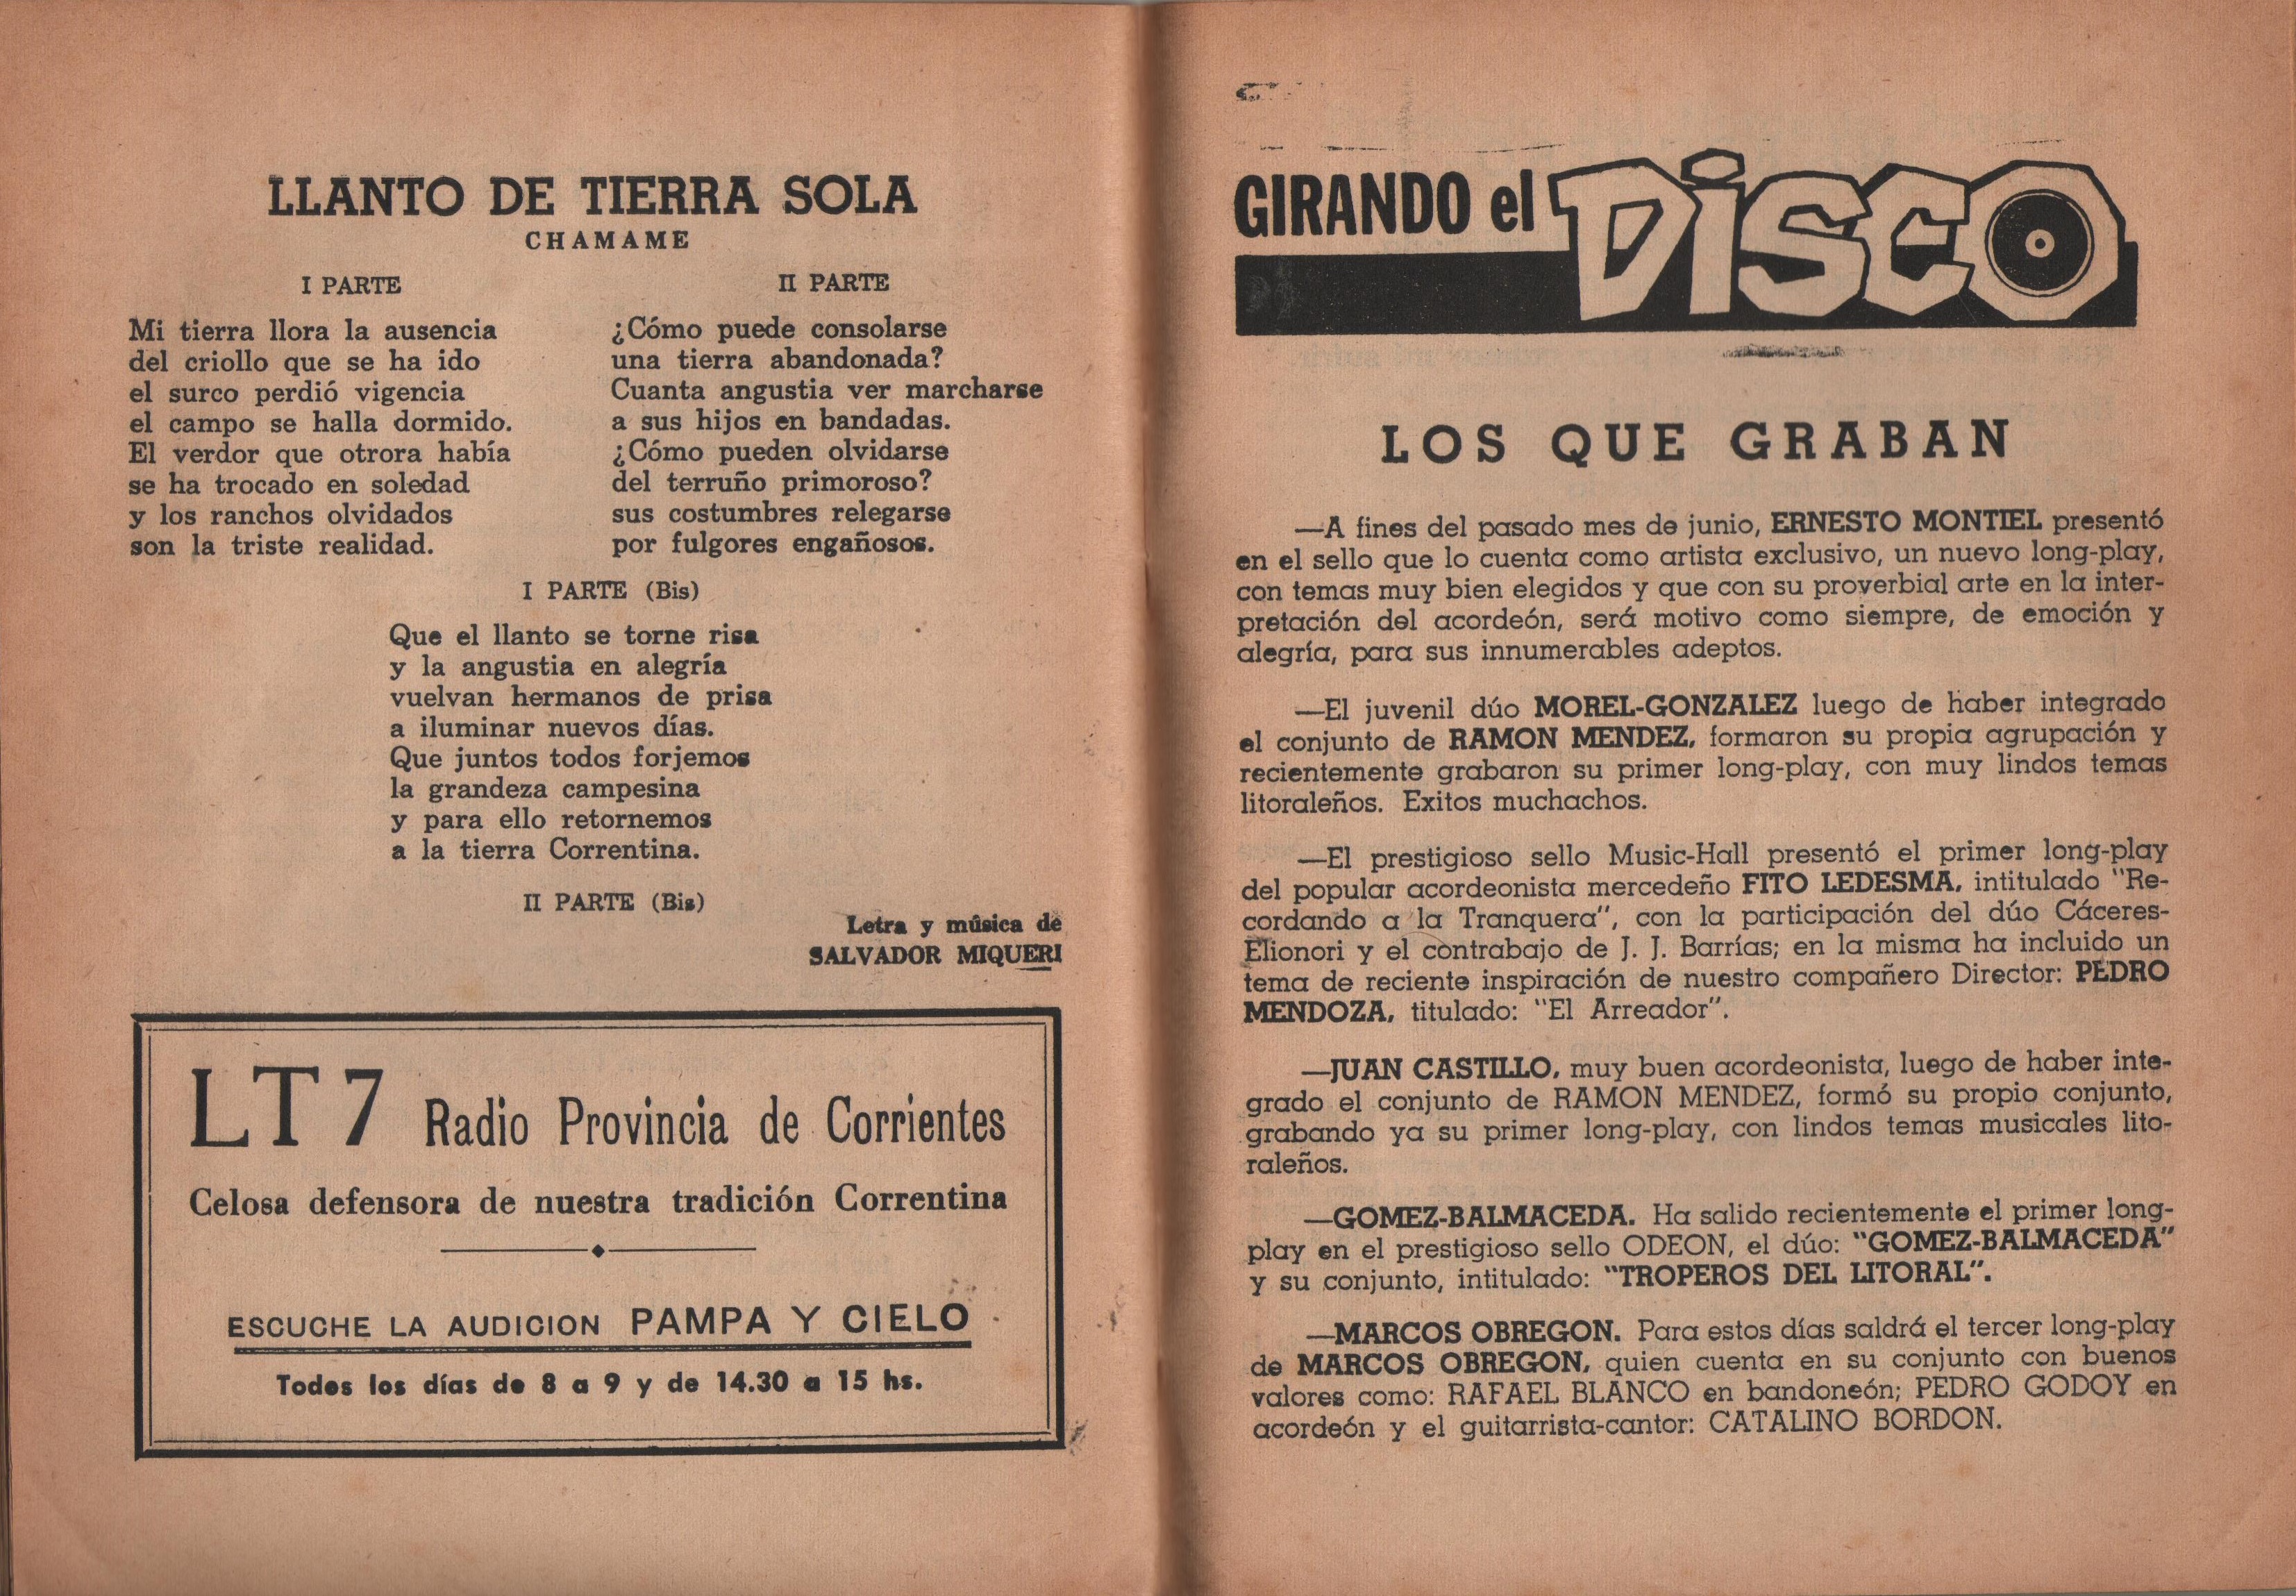 LLANTO DE TIERRA SOLA
CHAMAME
I PARTE
Mi tierra llora la ausencia
del criollo que se ha ido
el surco perdió vigencia
el campo se halla dormido.
El verdor que otrora había
se ha trocado en soledad
y los ranchos olvidados
son la triste realidad.
II PARTE
¿Cómo puede consolarse
una tierra abandonada?
Cuanta angustia ver marcharse
a sus hijos en bandadas.
¿Cómo pueden olvidarse
del terruño primoroso?
sus costumbres relegarse
por fulgores engañosos.
I PARTE (Bis)
Que el llanto se torne risa
y la angustia en alegría
vuelvan hermanos de prisa
a iluminar nuevos días.
Que juntos todos forjemos
la grandeza campesina
y para ello retornemos
a la tierra Correntina.
II PARTE (Bis)
Letra y música de
SALVADOR MIQUERI
LT7 Radio Provincia de Corrientes
Celosa defensora de nuestra tradición Correntina
ESCUCHE LA AUDICION PAMPA Y CIELO
Todos los días de 8 a 9 y de 14.30 a 15 hs.
GIRANDO el DiSCO
LOS QUE GRABAN
—A fines del pasado mes de junio, ERNESTO MONTIEL presentó
en el sello que lo cuenta como artista exclusivo, un nuevo long-play,
con temas muy bien elegidos y que con su proverbial arte en la inter-
pretación del acordeón, será motivo como siempre, de emoción y
alegría, para sus innumerables adeptos.
—El juvenil dúo MOREL-GONZALEZ luego de haber integrado
el conjunto de RAMON MENDEZ, formaron su propia agrupación y
recientemente grabaron su primer long-play, con muy lindos temas
litoraleños. Exitos muchachos.
—El prestigioso sello Music-Hall presentó el primer long-play
del popular acordeonista mercedeño FITO LEDESMA, intitulado "Re-
cordando a la Tranquera", con la participación del dúo Cáceres-
Elionori y el contrabajo de J. J. Barrías; en la misma ha incluido un
tema de reciente inspiración de nuestro compañero Director: PEDRO
MENDOZA, titulado: "El Arreador".
—JUAN CASTILLO, muy buen acordeonista, luego de haber inte-
grado el conjunto de RAMON MENDEZ, formó su propio conjunto,
grabando ya su primer long-play, con lindos temas musicales lito-
raleños.
—GOMEZ-BALMACEDA. Ha salido recientemente el primer long-
play en el prestigioso sello ODEON, el dúo: "GOMEZ-BALMACEDA"
y su conjunto, intitulado: "TROPEROS DEL LITORAL".
—MARCOS OBREGON. Para estos días saldrá el tercer long-play
de MARCOS OBREGON, quien cuenta en su conjunto con buenos
valores como: RAFAEL BLANCO en bandoneón; PEDRO GODOY en
acordeón y el guitarrista-cantor: CATALINO BORDON.